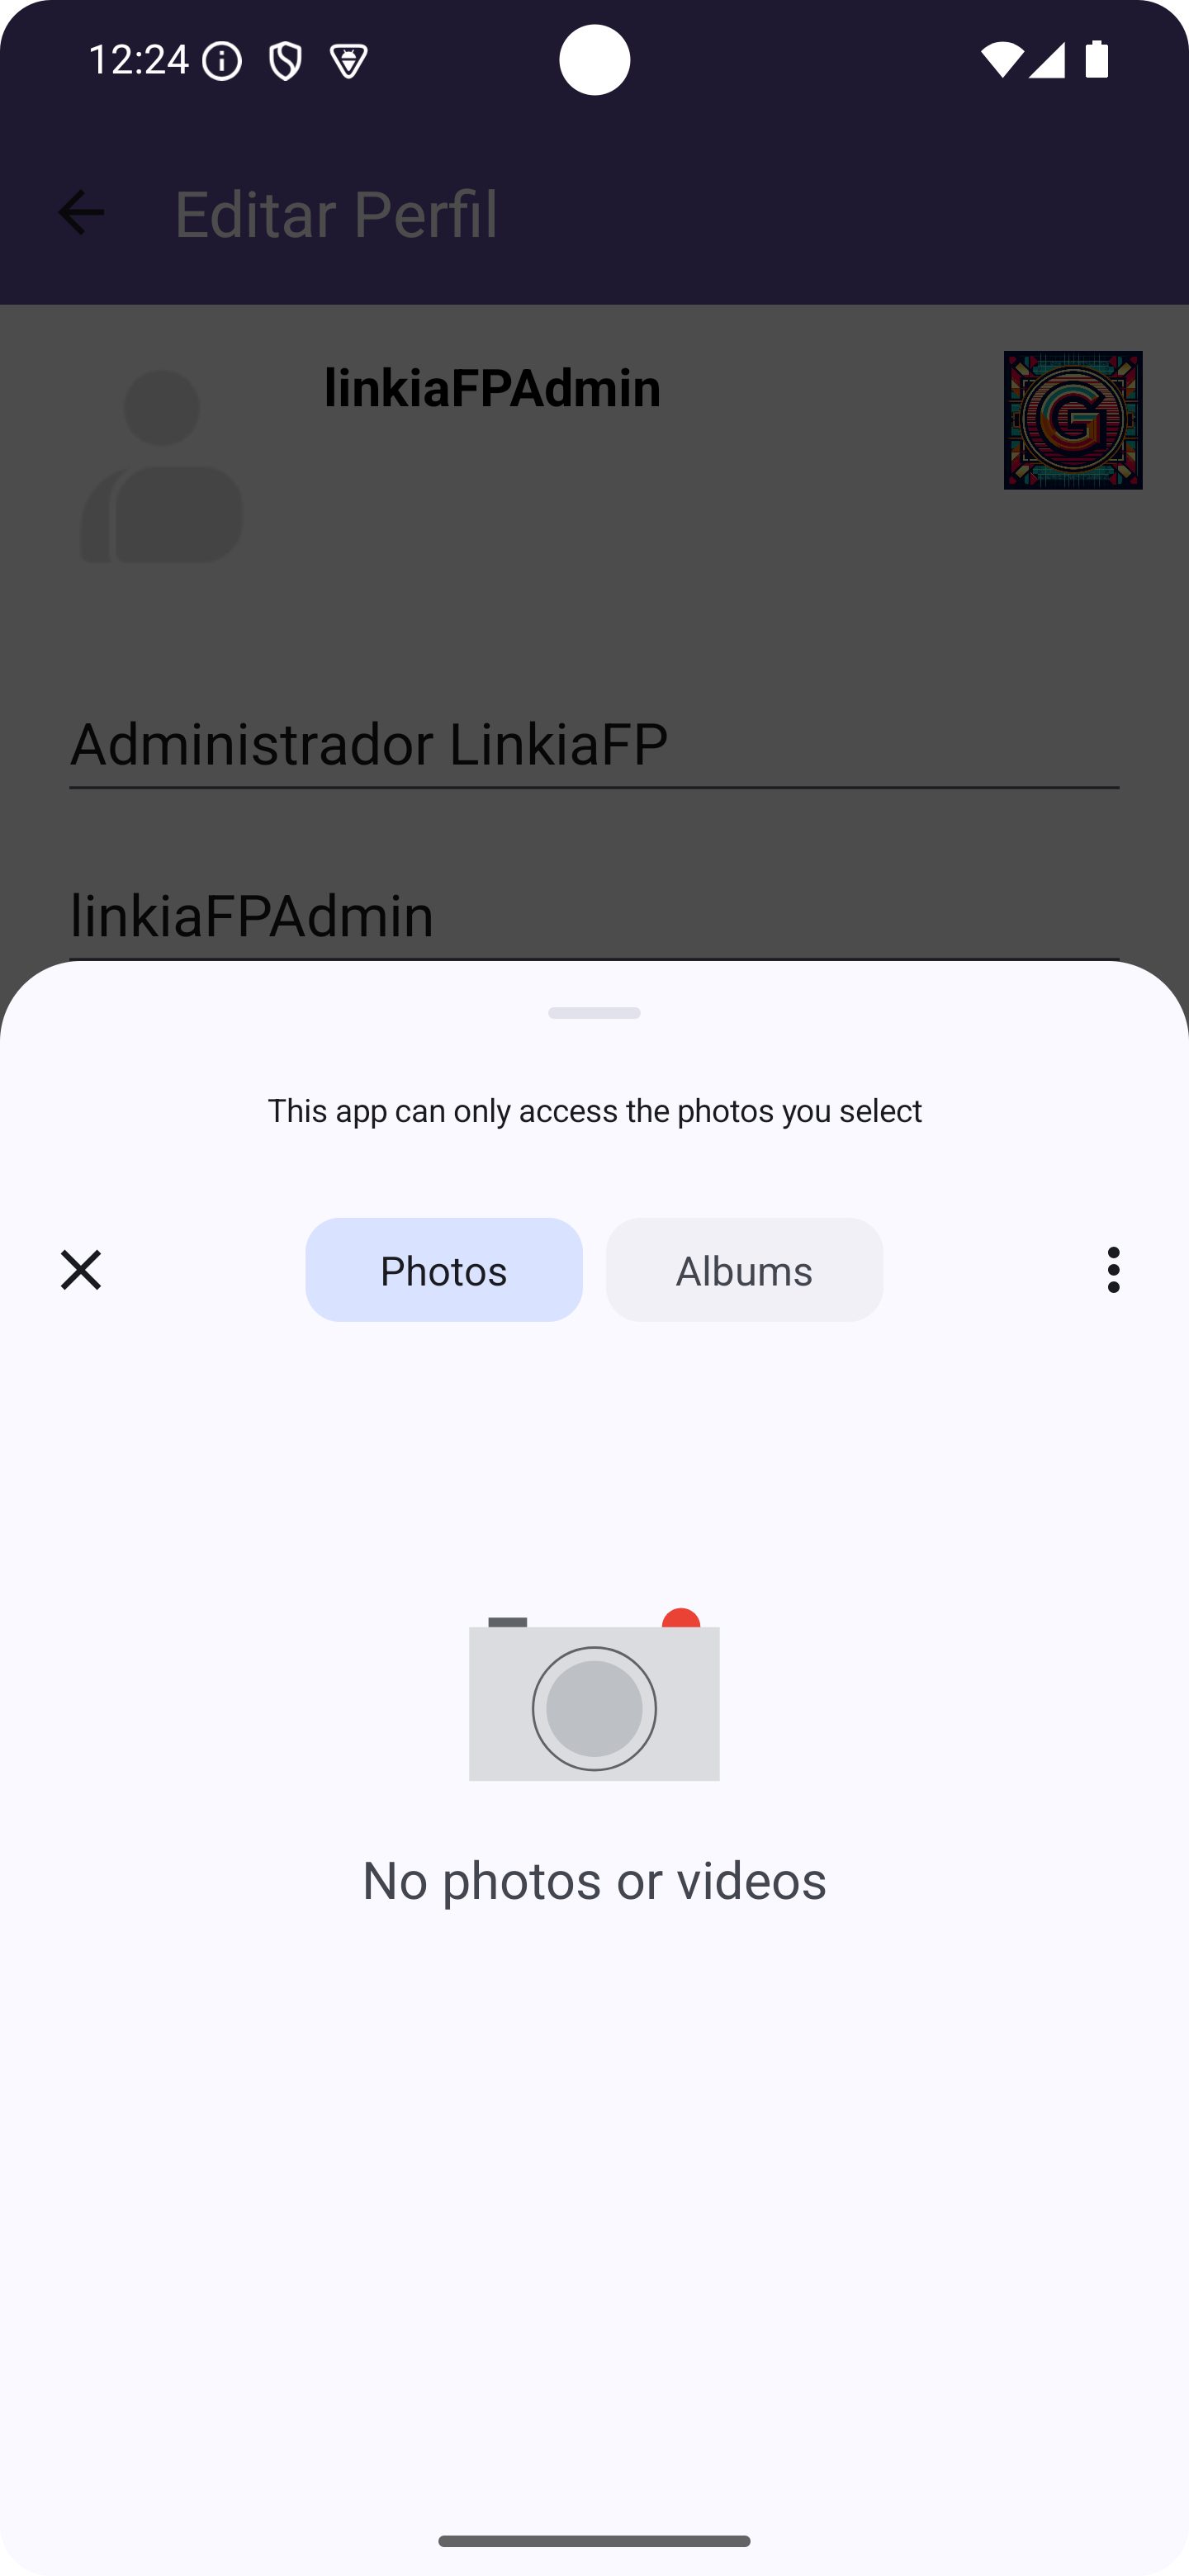 12:24
Editar Perfil
linkiaFPAdmin
G
Administrador LinkiaFP
linkiaFPAdmin
This app can only access the photos you select
Photos
Albums
No photos or videos